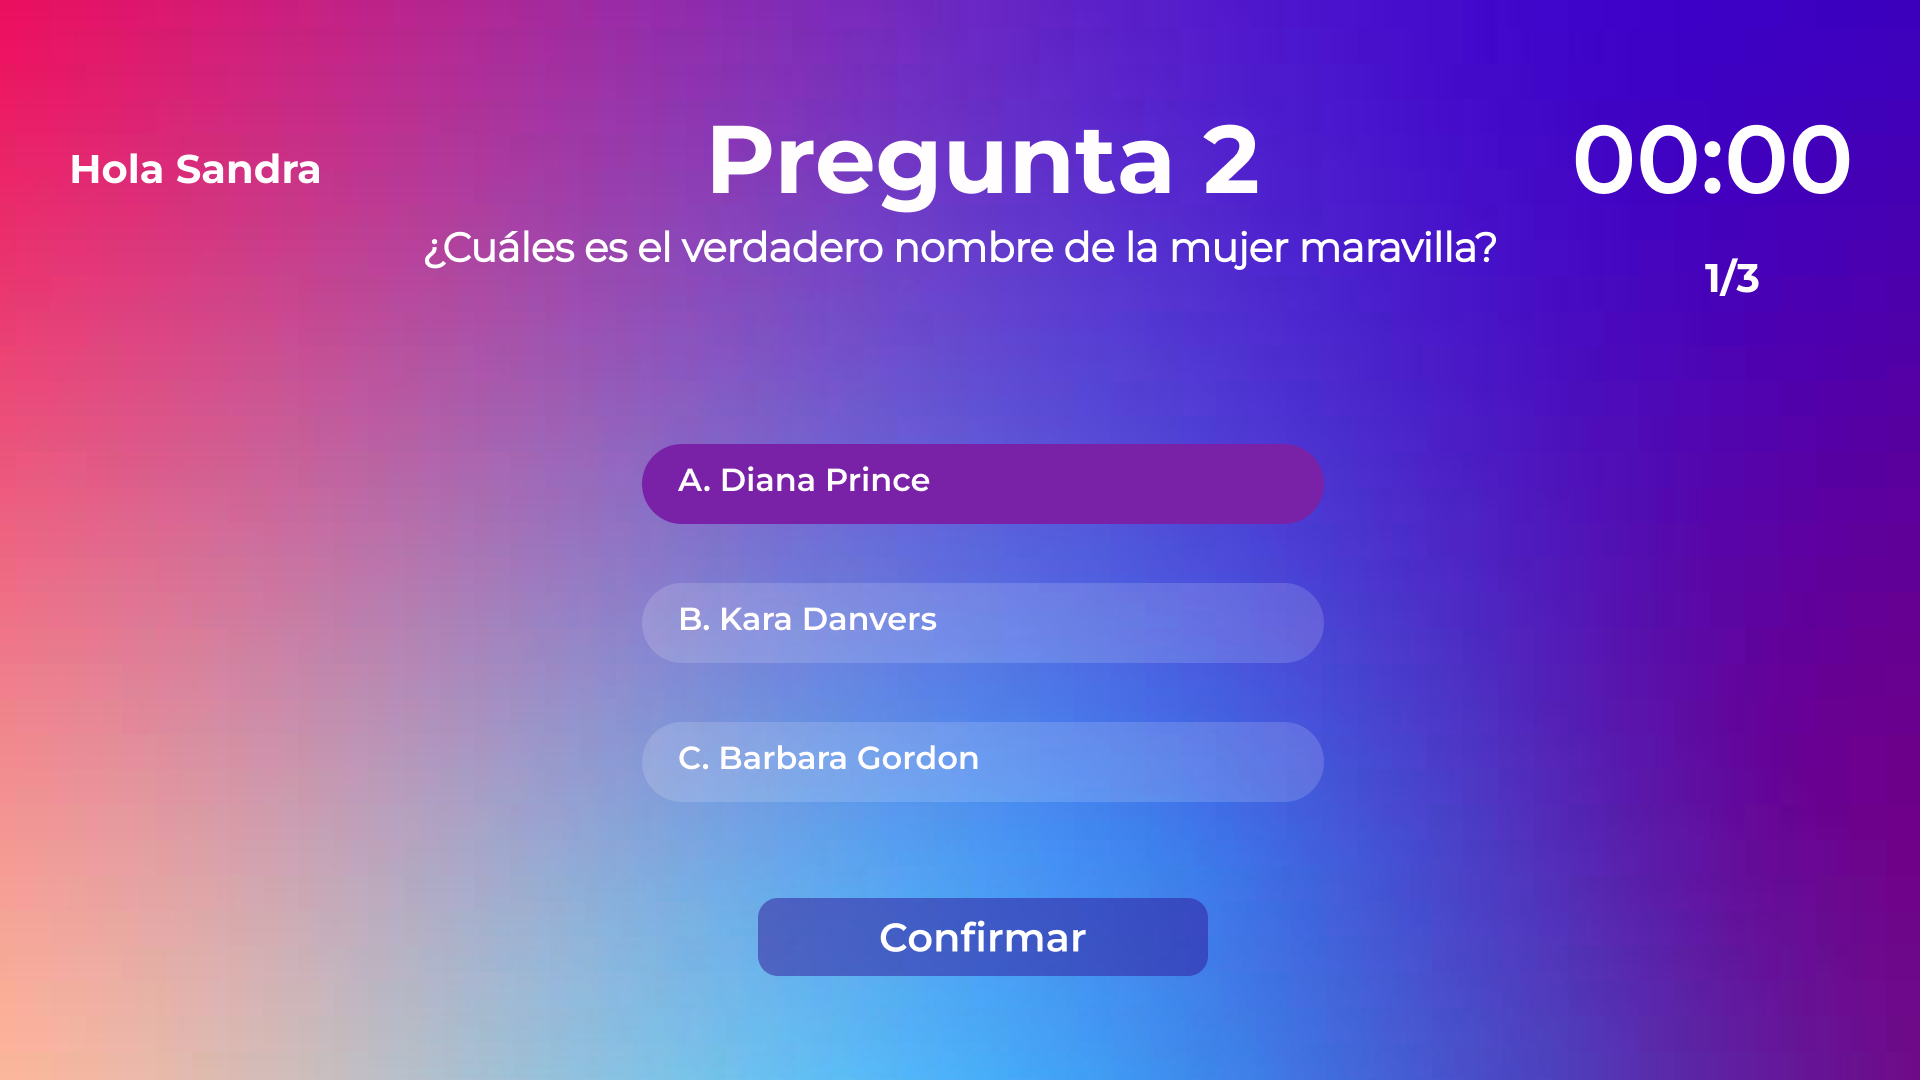 Hola Sandra
Pregunta 2
00:00
¿Cuáles es el verdadero nombre de la mujer maravilla?
1/3
A. Diana Prince
B. Kara Danvers
C. Barbara Gordon
Confirmar